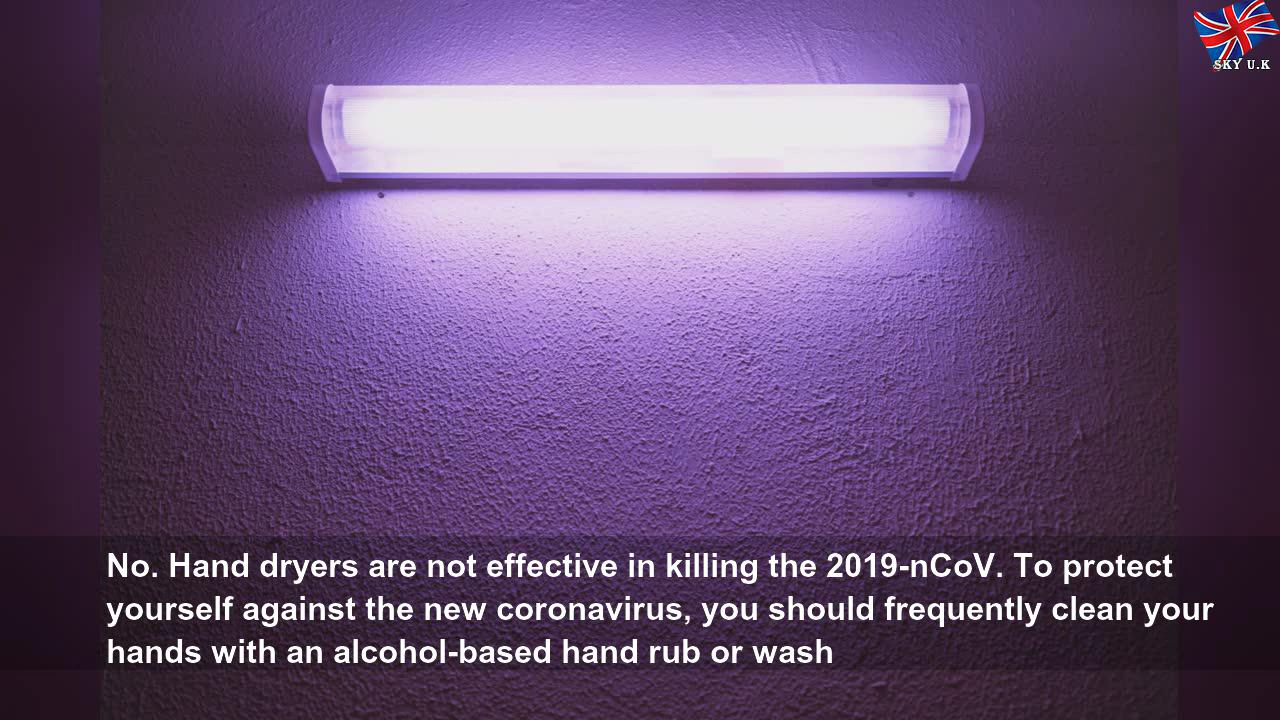 SKY U.K
No. Hand dryers are not effective in killing the 2019-nCoV. To protect
yourself against the new coronavirus, you should frequently clean your
hands with an alcohol-based hand rub or wash